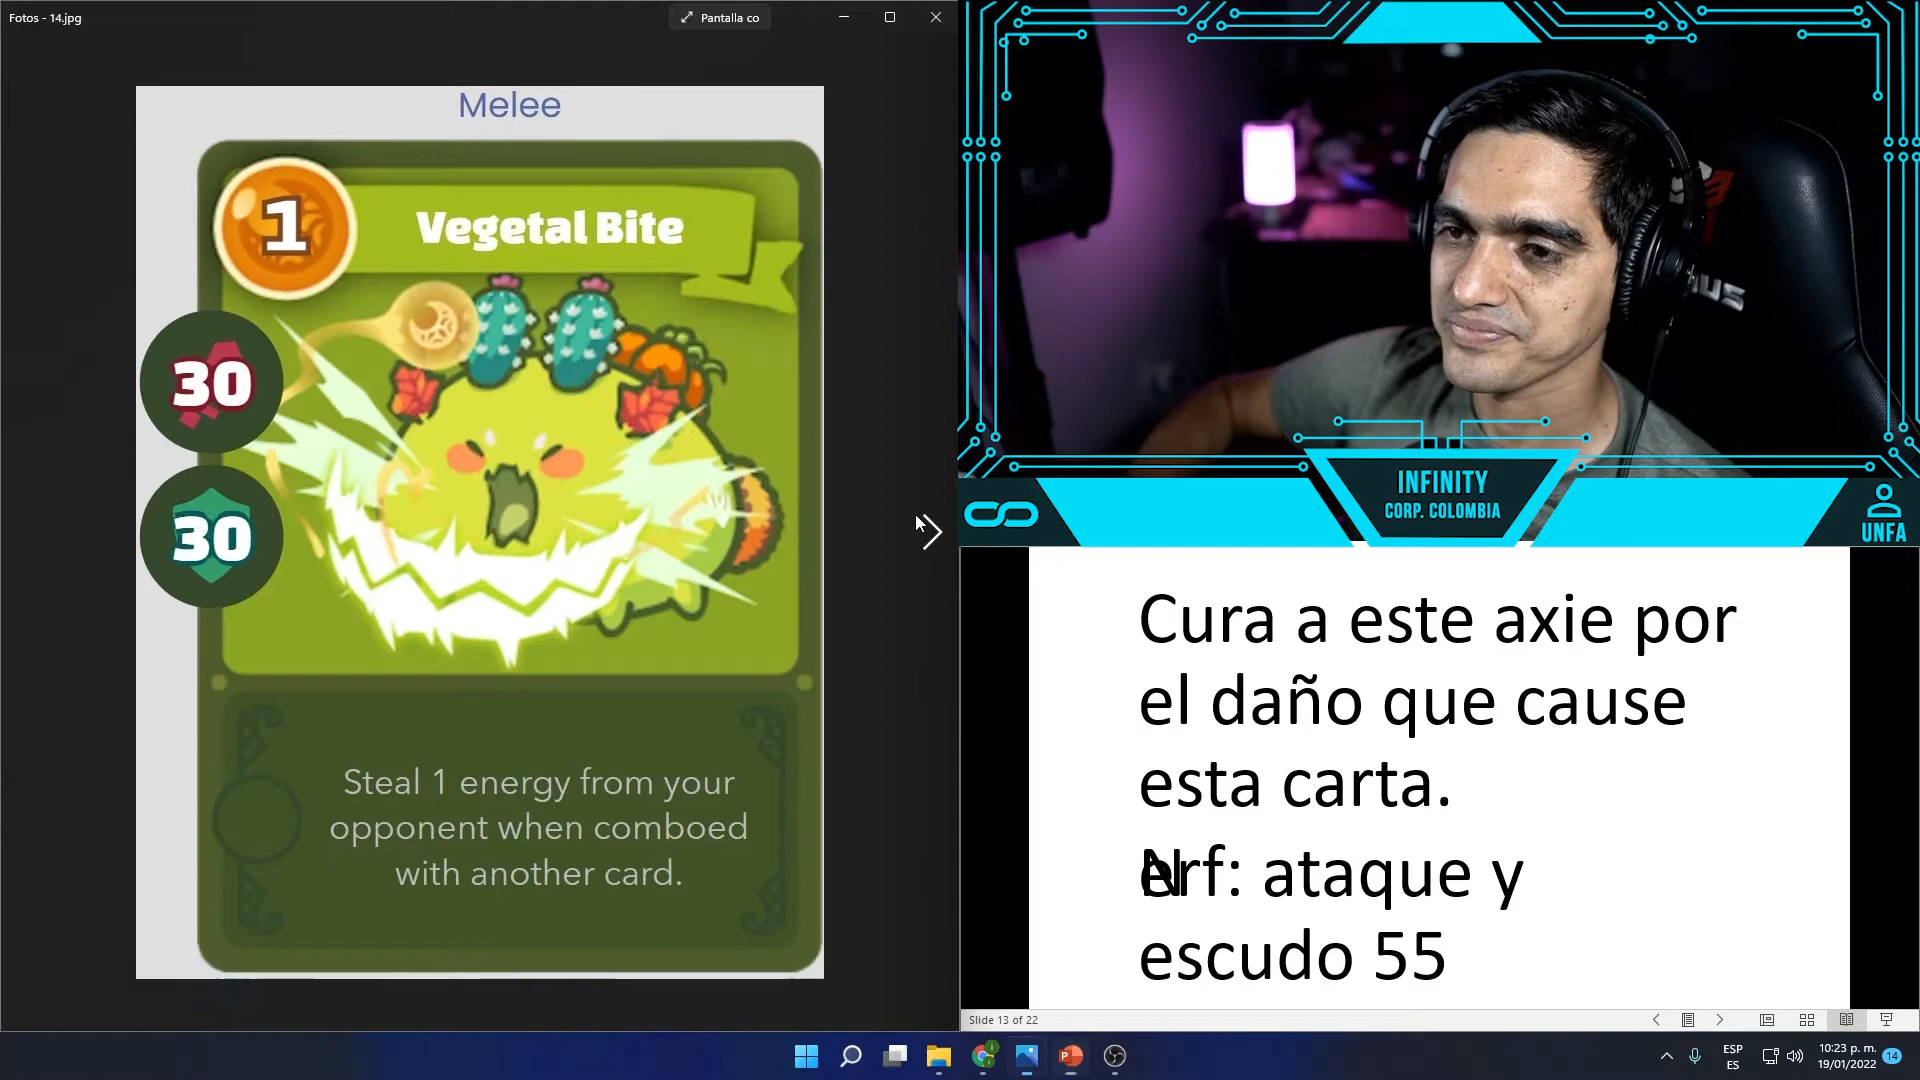 Fotos - 14.jpg
Pantalla co
Melee
1
Vegetal Bite
30
30
Steal 1 energy from your
opponent when comboed
with another card.
INFINITY
CORP. COLOMBIA
UNFA
Cura a este axie por
el daño que cause
esta carta.
Nerf: ataque y
escudo 55
Slide 13 of 22
ESP
ES
10:23 p. m.
19/01/2022
14